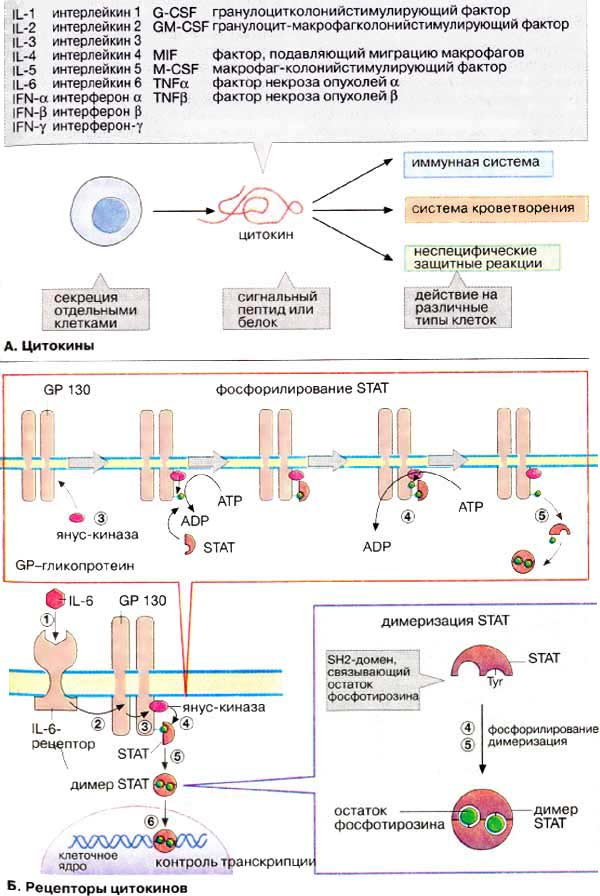 IL-1 интерлейкин 1 G-CSF гранулоцитколонийстимулирующий фактор
IL-2 интерлейкин 2 GM-CSF гранулоцит-макрофагколонийстимулирующий фактор
IL-3 интерлейкин 3
IL-4 интерлейкин 4 MIF фактор, подавляющий миграцию макрофагов
IL-5 интерлейкин 5 M-CSF макрофаг-колонийстимулирующий фактор
IL-6 интерлейкин 6 TNFα фактор некроза опухолей α
IFN-α интерферон α TNFβ фактор некроза опухолей β
IFN-β интерферон β
IFN-γ интерферон-γ
иммунная система
система кроветворения
цитокин
неспецифические
защитные реакции
секреция
отдельными
клетками
сигнальный
пептид или
белок
действие на
различные
типы клеток
А. Цитокины
GP 130
фосфорилирование STAT
3
янус-киназа
ATP
ADP
STAT
4
ATP
ADP
5
GP–гликопротеин
IL-6
GP 130
1
янус-киназа
2
3
4
IL-6-
рецептор
STAT
5
димер STAT
6
клеточное
ядро
контроль транскрипции
димеризация STAT
SH2-домен,
связывающий
остаток
фосфотирозина
STAT
Tyr
4 фосфорилирование
5 димеризация
остаток
фосфотирозина
димер
STAT
Б. Рецепторы цитокинов